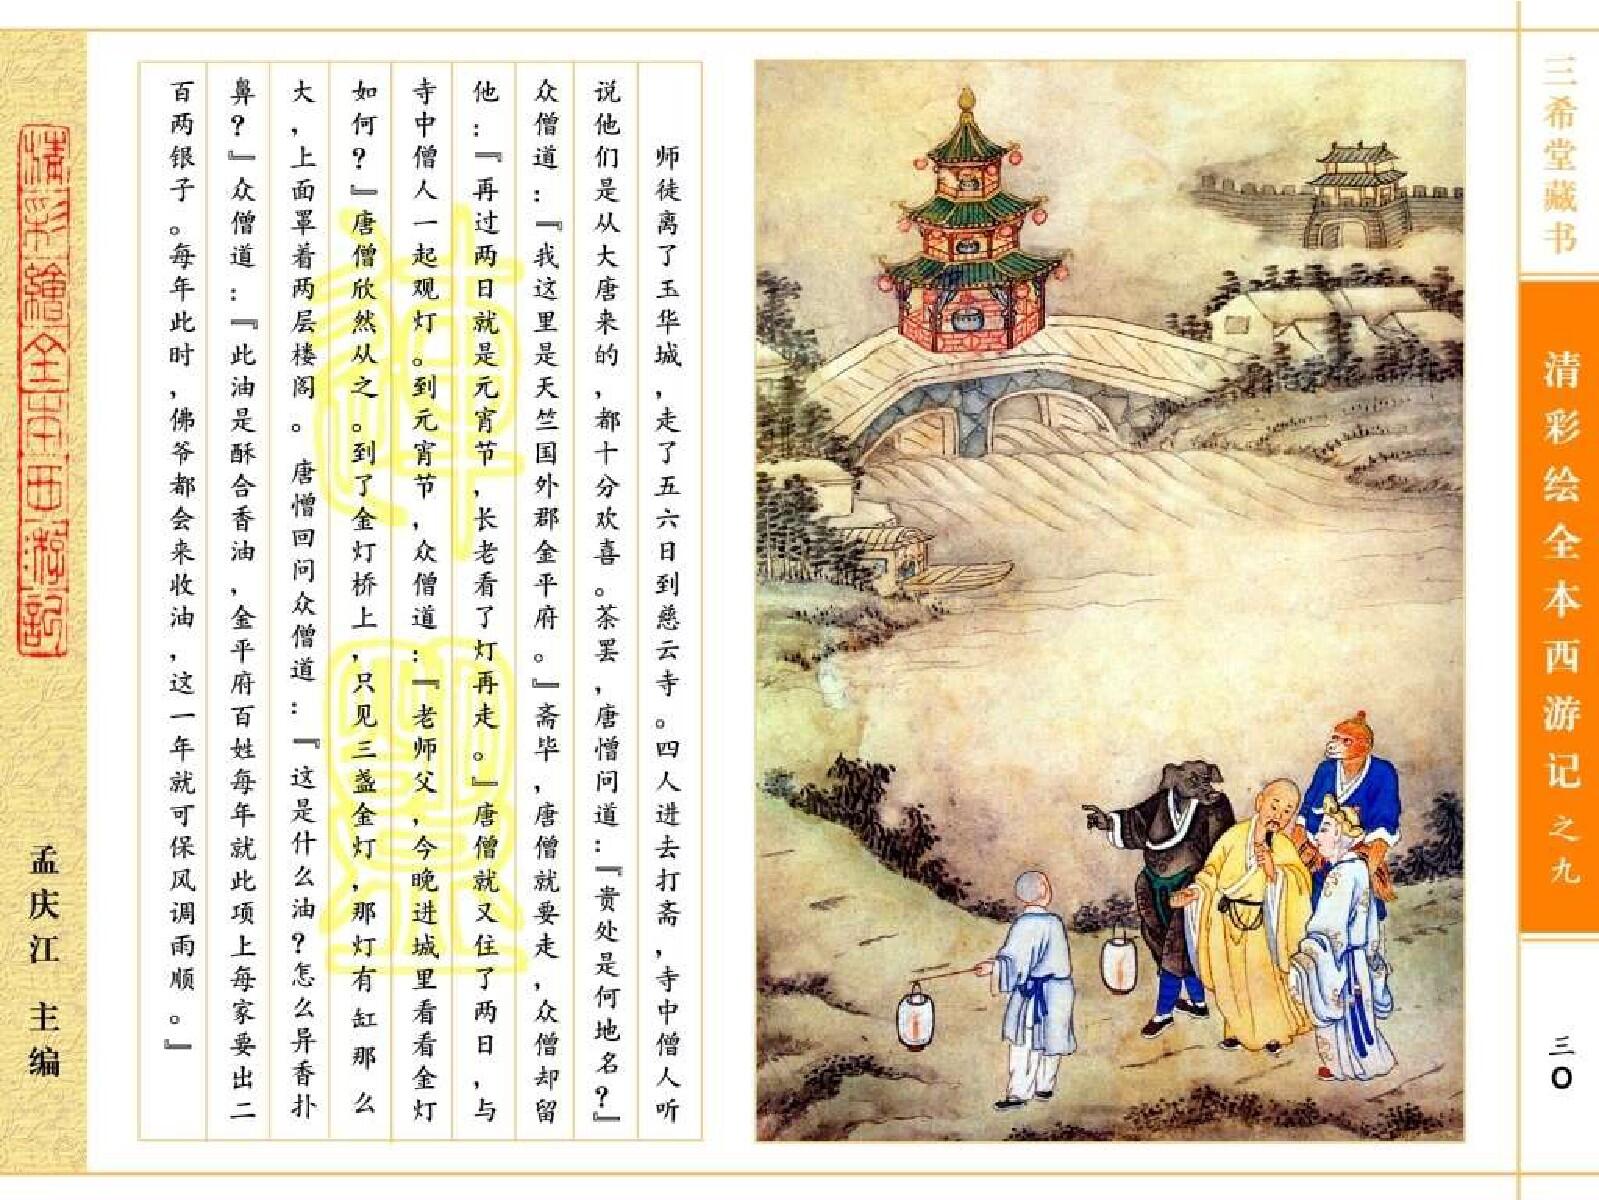 三希堂藏书
清彩绘全本西游记之九
三〇
师徒离了玉华城，走了五六日到慈云寺。四人进去打斋，寺中僧人听
说他们是从大唐来的，都十分欢喜。茶罢，唐僧问道：『贵处是何地名？』
众僧道：『我这里是天竺国外郡金平府。』斋毕，唐僧就要走，众僧却留
他：『再过两日就是元宵节，长老看了灯再走。』唐僧就又住了两日，与
寺中僧人一起观灯。到元宵节，众僧道：『老师父，今晚进城里看看金灯
如何？』唐僧欣然从之。到了金灯桥上，只见三盏金灯，那灯有缸那么
大，上面罩着两层楼阁。唐僧回问众僧道：『这是什么油？怎么异香扑
鼻？』众僧道：『此油是酥合香油，金平府百姓每年就此项上每家要出二
百两银子。每年此时，佛爷都会来收油，这一年就可保风调雨顺。』
清彩绘全本西游记
孟庆江 主编